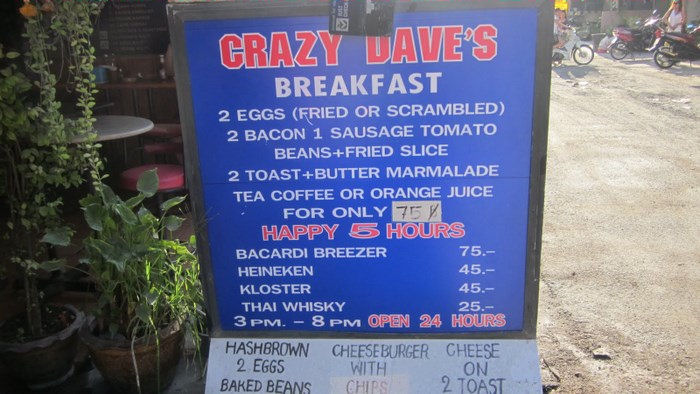 CRAZY DAVE'S
BREAKFAST
2 EGGS (FRIED OR SCRAMBLED)
2 BACON 1 SAUSAGE TOMATO
BEANS+FRIED SLICE
2 TOAST+BUTTER MARMALADE
TEA COFFEE OR ORANGE JUICE
FOR ONLY 75 ฿
HAPPY 5 HOURS
BACARDI BREEZER 75.–
HEINEKEN 45.–
KLOSTER 45.–
THAI WHISKY 25.–
3 PM. – 8 PM OPEN 24 HOURS
HASHBROWN
2 EGGS
BAKED BEANS
CHEESEBURGER
WITH
CHIPS
CHEESE
ON
2 TOAST